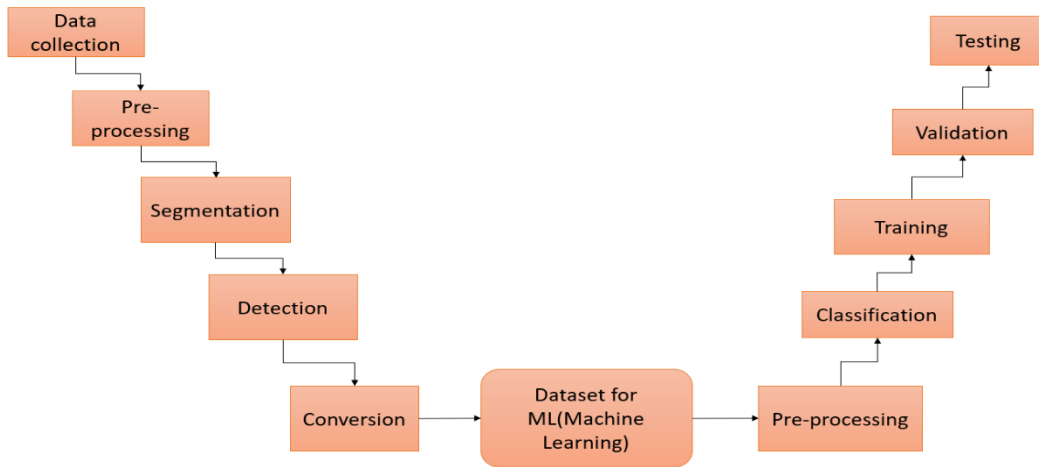 Data
collection
Pre-
processing
Segmentation
Detection
Conversion
Dataset for
ML(Machine
Learning)
Pre-processing
Classification
Training
Validation
Testing